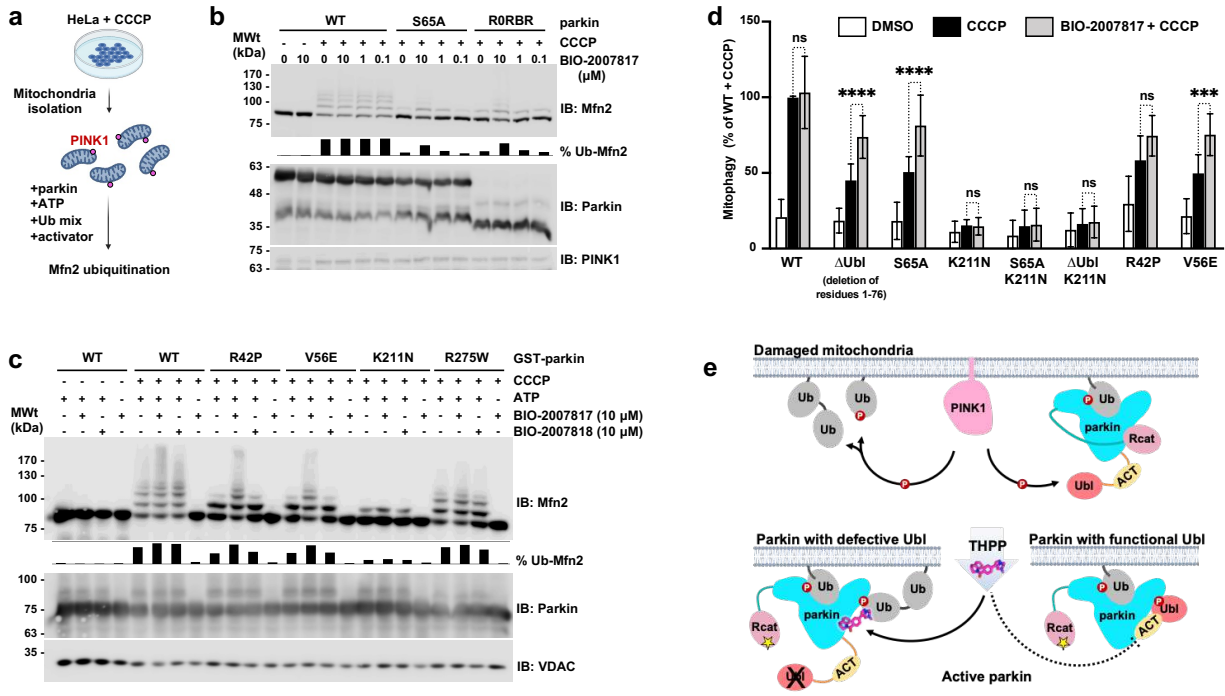 a
HeLa + CCCP
Mitochondria
isolation
PINK1
+parkin
+ATP
+Ub mix
+activator
Mfn2 ubiquitination
b
WT S65A R0RBR parkin
MWt
(kDa)
- - + + + + + + + + + + + + CCCP
0 10 0 10 1 0.1 0 10 1 0.1 0 10 1 0.1 BIO-2007817
(μM)
170 -
130 -
100 -
75 -
IB: Mfn2
% Ub-Mfn2
63 -
48 -
35 -
25 -
IB: Parkin
75 -
63 -
IB: PINK1
c
WT WT R42P V56E K211N R275W GST-parkin
- - - - + + + + + + + + + + + + + + + + + + + + CCCP
+ + + - + + + - + + + - + + + - + + + - + + + - ATP
- + - + - + - - - + - - - + - - - + - - - + - - BIO-2007817 (10 μM)
- - + - - - + - - - + - - - + - - - + - - - + - BIO-2007818 (10 μM)
MWt
(kDa)
170 -
130 -
100 -
75 -
IB: Mfn2
% Ub-Mfn2
100 -
75 -
63 -
IB: Parkin
35 -
25 -
IB: VDAC
d
DMSO CCCP BIO-2007817 + CCCP
Mitophagy (% of WT + CCCP)
150
100
50
0
ns **** **** ns ns ns ns ***
WT ΔUbl S65A K211N S65A K211N ΔUbl K211N R42P V56E
(deletion of
residues 1-76)
e
Damaged mitochondria
Ub
Ub
Ub
P
PINK1
P
P
P
Ub
parkin
Rcat
ACT
Ubl
Parkin with defective Ubl
THPP
Parkin with functional Ubl
P
Ub
P
Ub
parkin
Rcat
ACT
Ubl
P
Ub
parkin
P
Ubl
ACT
Rcat
Active parkin